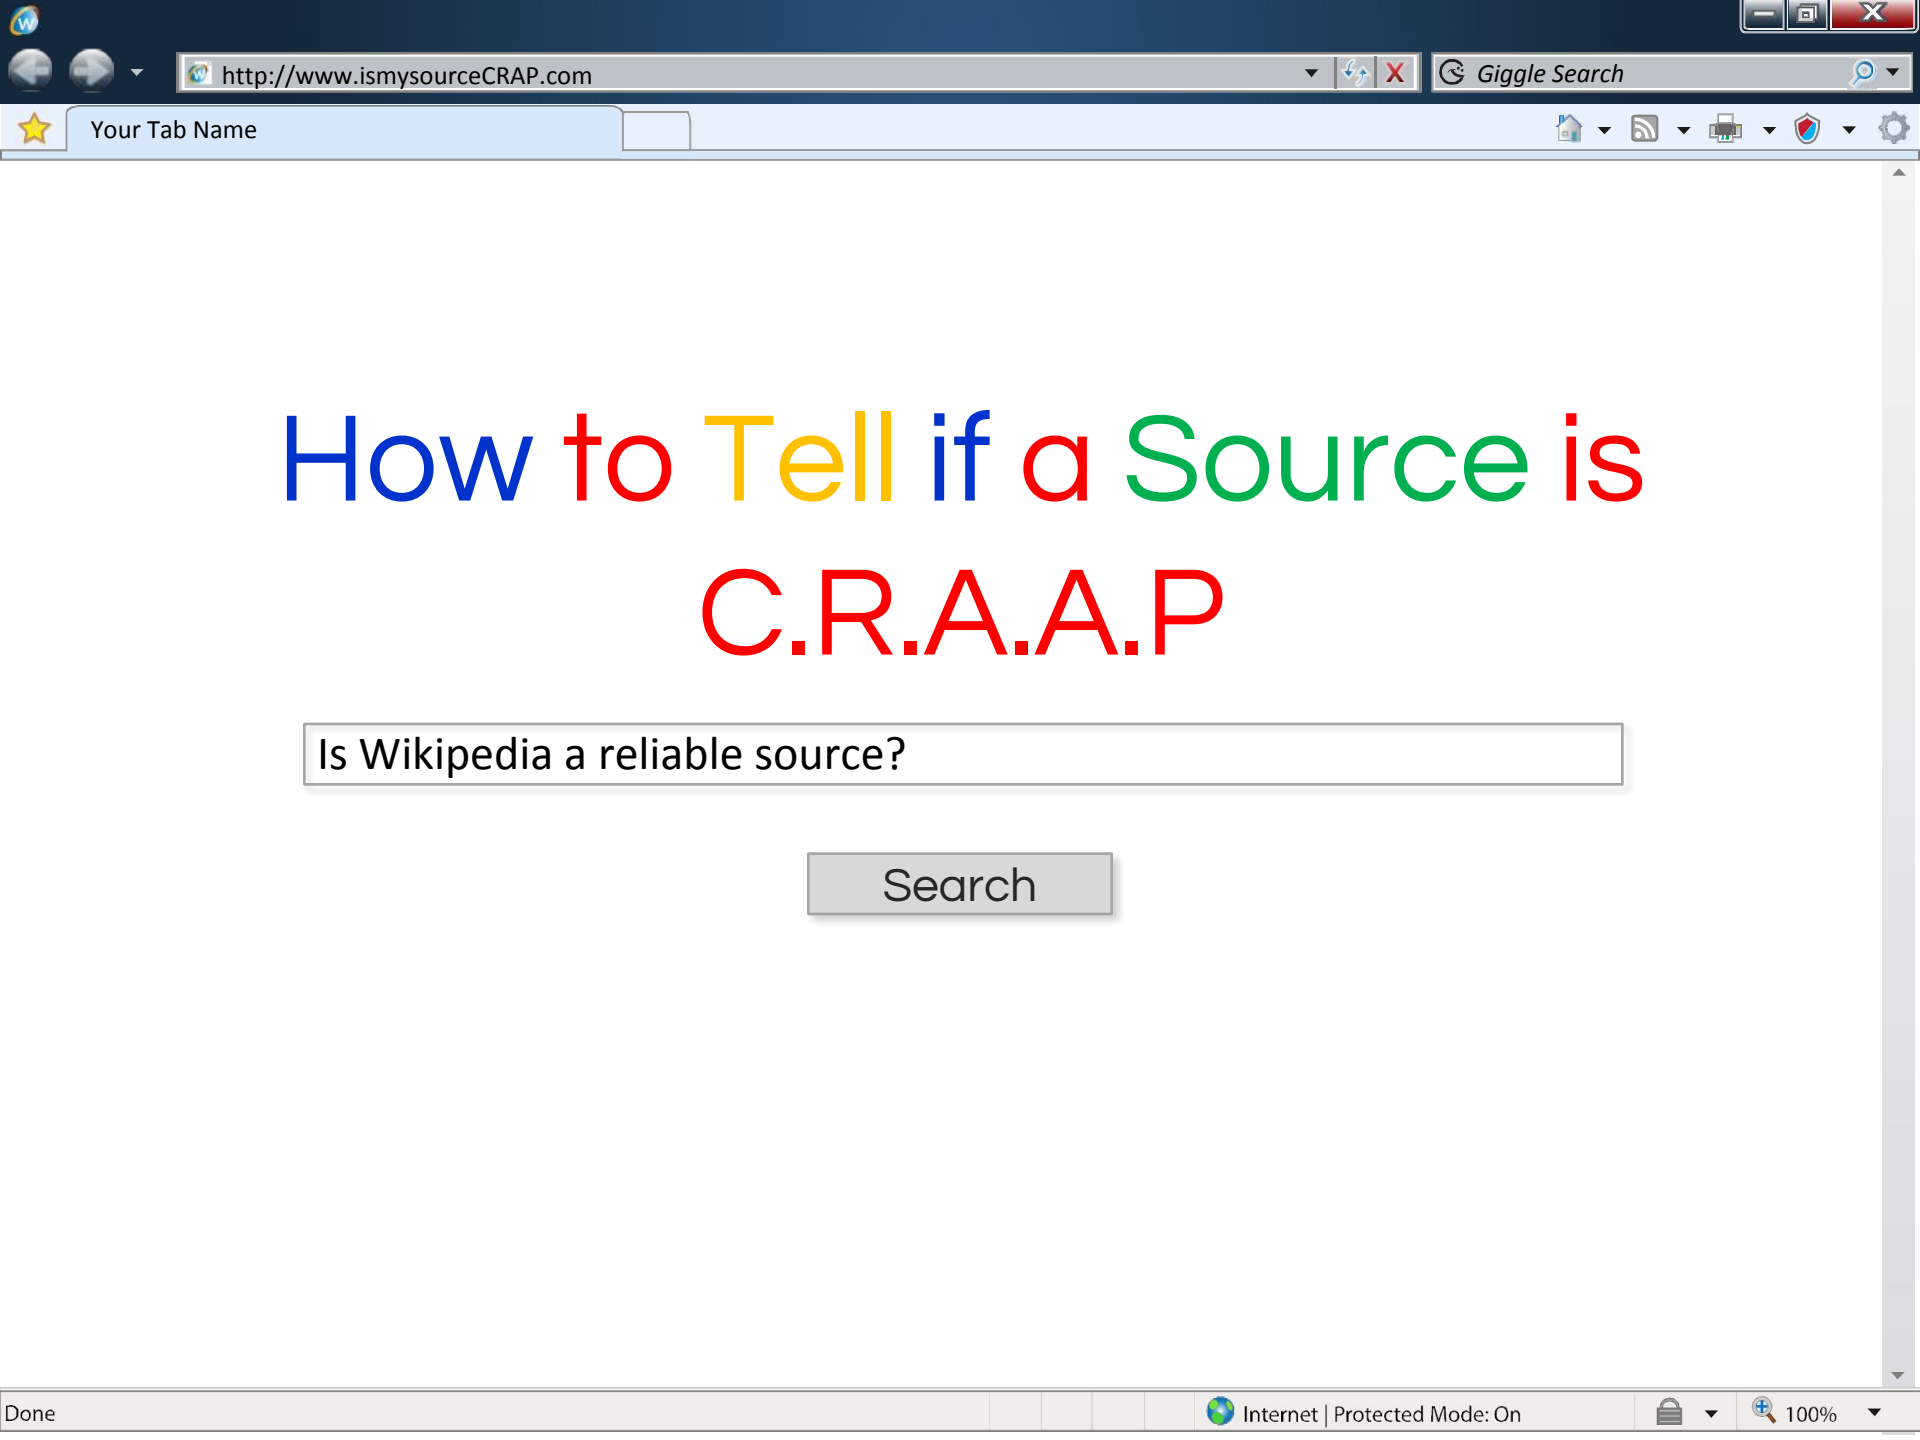 http://www.ismysourceCRAP.com
Giggle Search
Your Tab Name
How to Tell if a Source is
C.R.A.A.P
Is Wikipedia a reliable source?
Search
Done
Internet | Protected Mode: On
100%